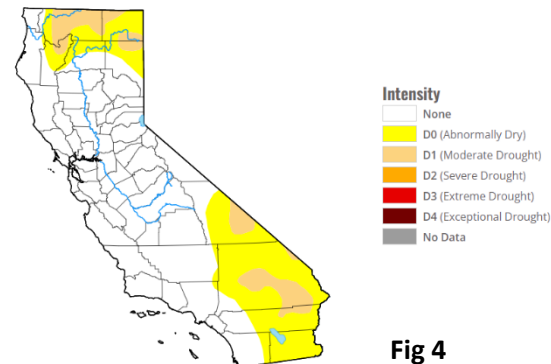 Intensity
None
D0 (Abnormally Dry)
D1 (Moderate Drought)
D2 (Severe Drought)
D3 (Extreme Drought)
D4 (Exceptional Drought)
No Data
Fig 4